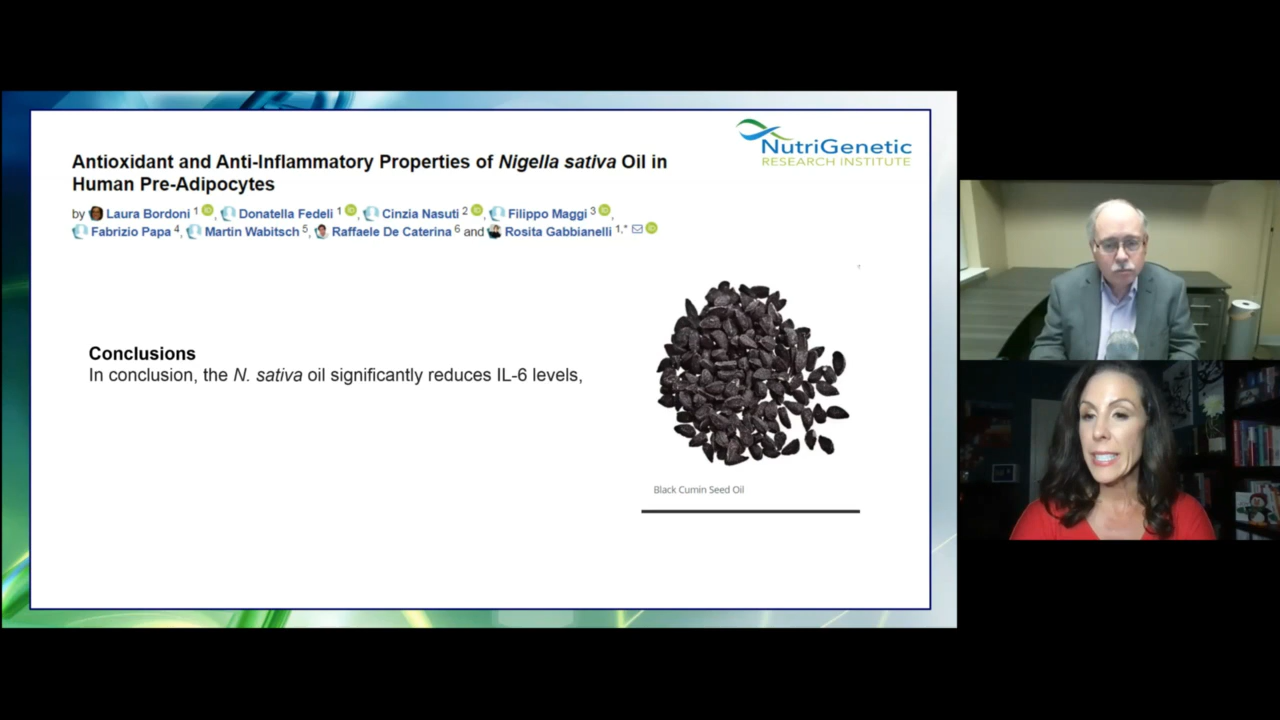 NutriGenetic
RESEARCH INSTITUTE
Antioxidant and Anti-Inflammatory Properties of Nigella sativa Oil in
Human Pre-Adipocytes
by Laura Bordoni 1, Donatella Fedeli 1, Cinzia Nasuti 2, Filippo Maggi 3,
Fabrizio Papa 4, Martin Wabitsch 5, Raffaele De Caterina 6 and Rosita Gabbianelli 1,*
Conclusions
In conclusion, the N. sativa oil significantly reduces IL-6 levels,
Black Cumin Seed Oil